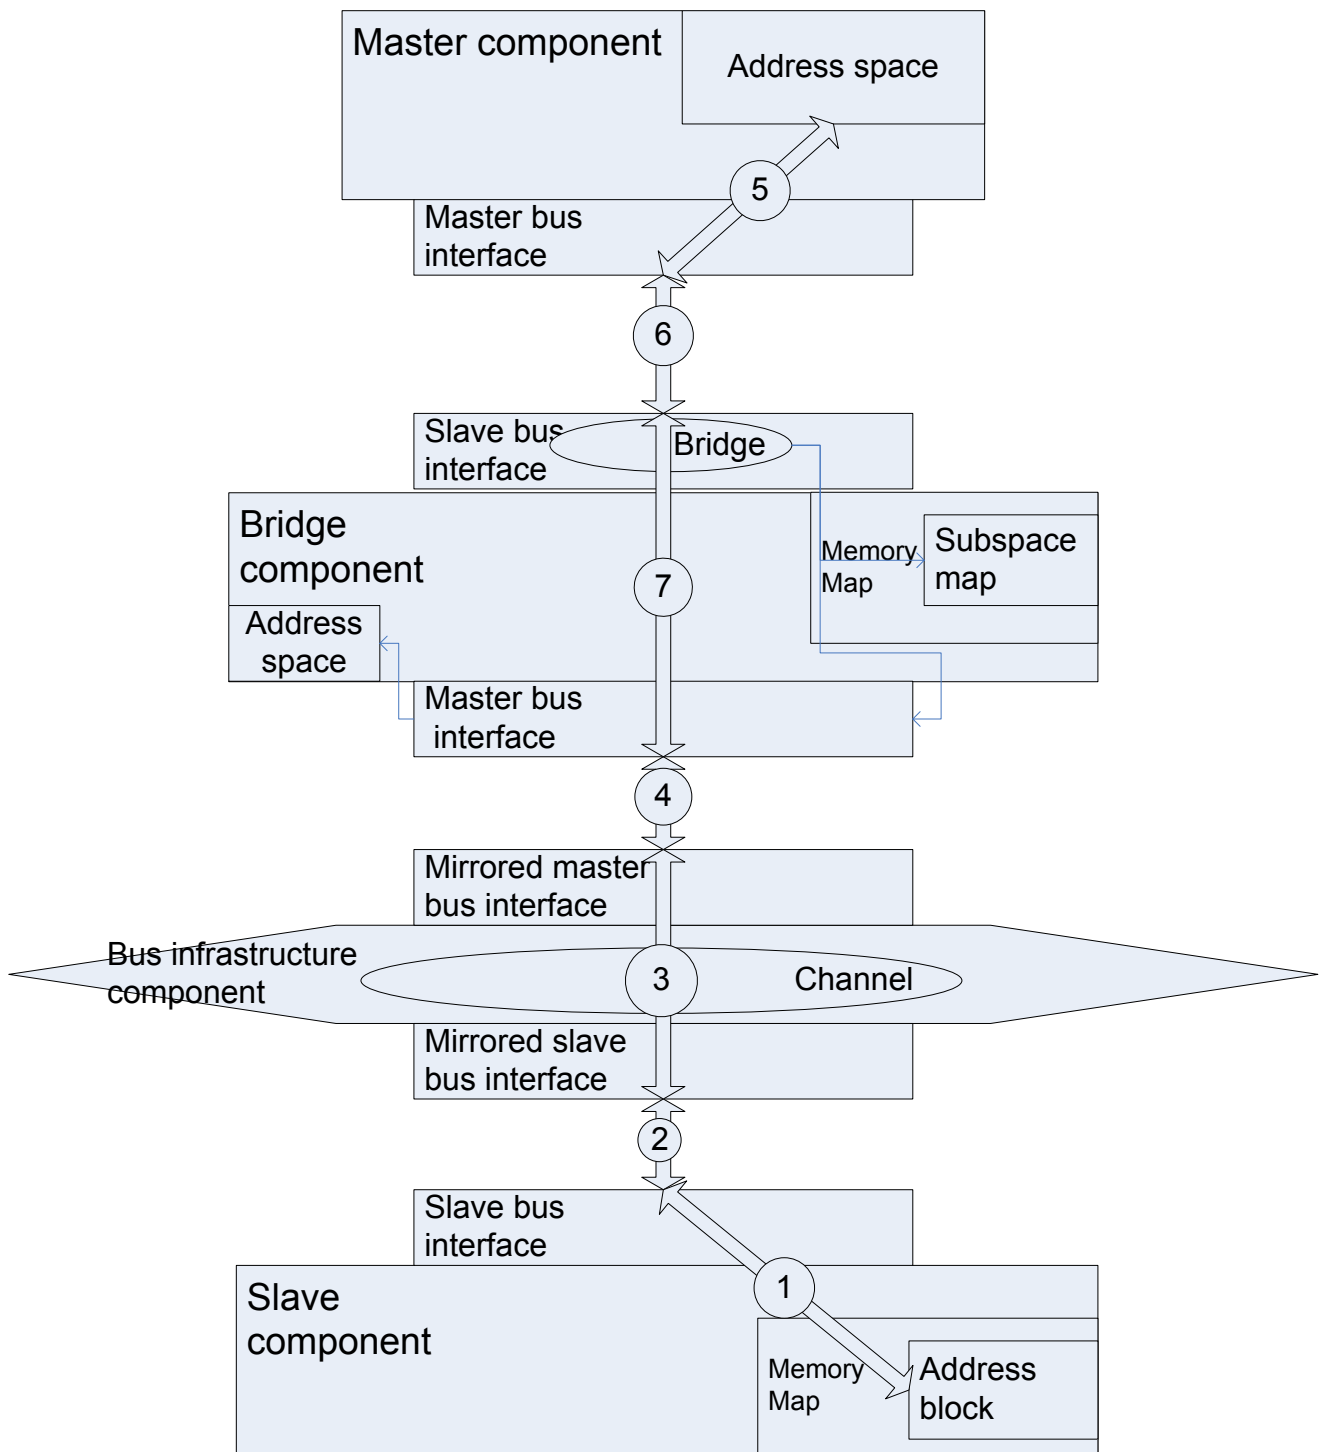 Master component
Address space
5
Master bus
interface
6
Slave bus
interface
Bridge
Bridge
component
Memory
Map
Subspace
map
7
Address
space
Master bus
interface
4
Mirrored master
bus interface
Bus infrastructure
component
3
Channel
Mirrored slave
bus interface
2
Slave bus
interface
1
Slave
component
Memory
Map
Address
block